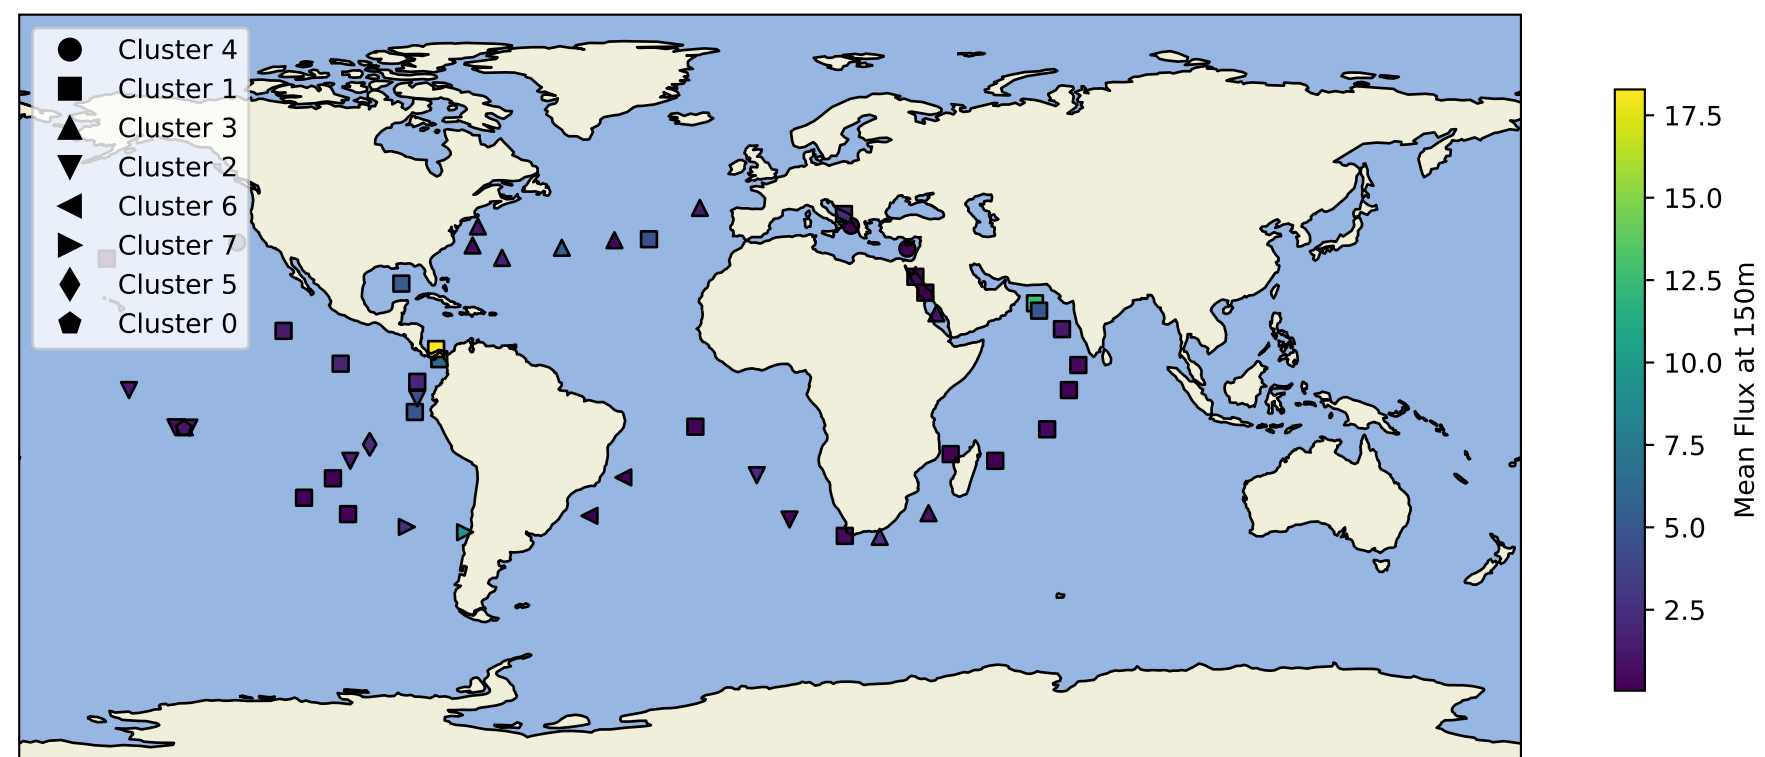 Cluster 4
Cluster 1
Cluster 3
Cluster 2
Cluster 6
Cluster 7
Cluster 5
Cluster 0
17.5
15.0
12.5
10.0
7.5
5.0
2.5
Mean Flux at 150m